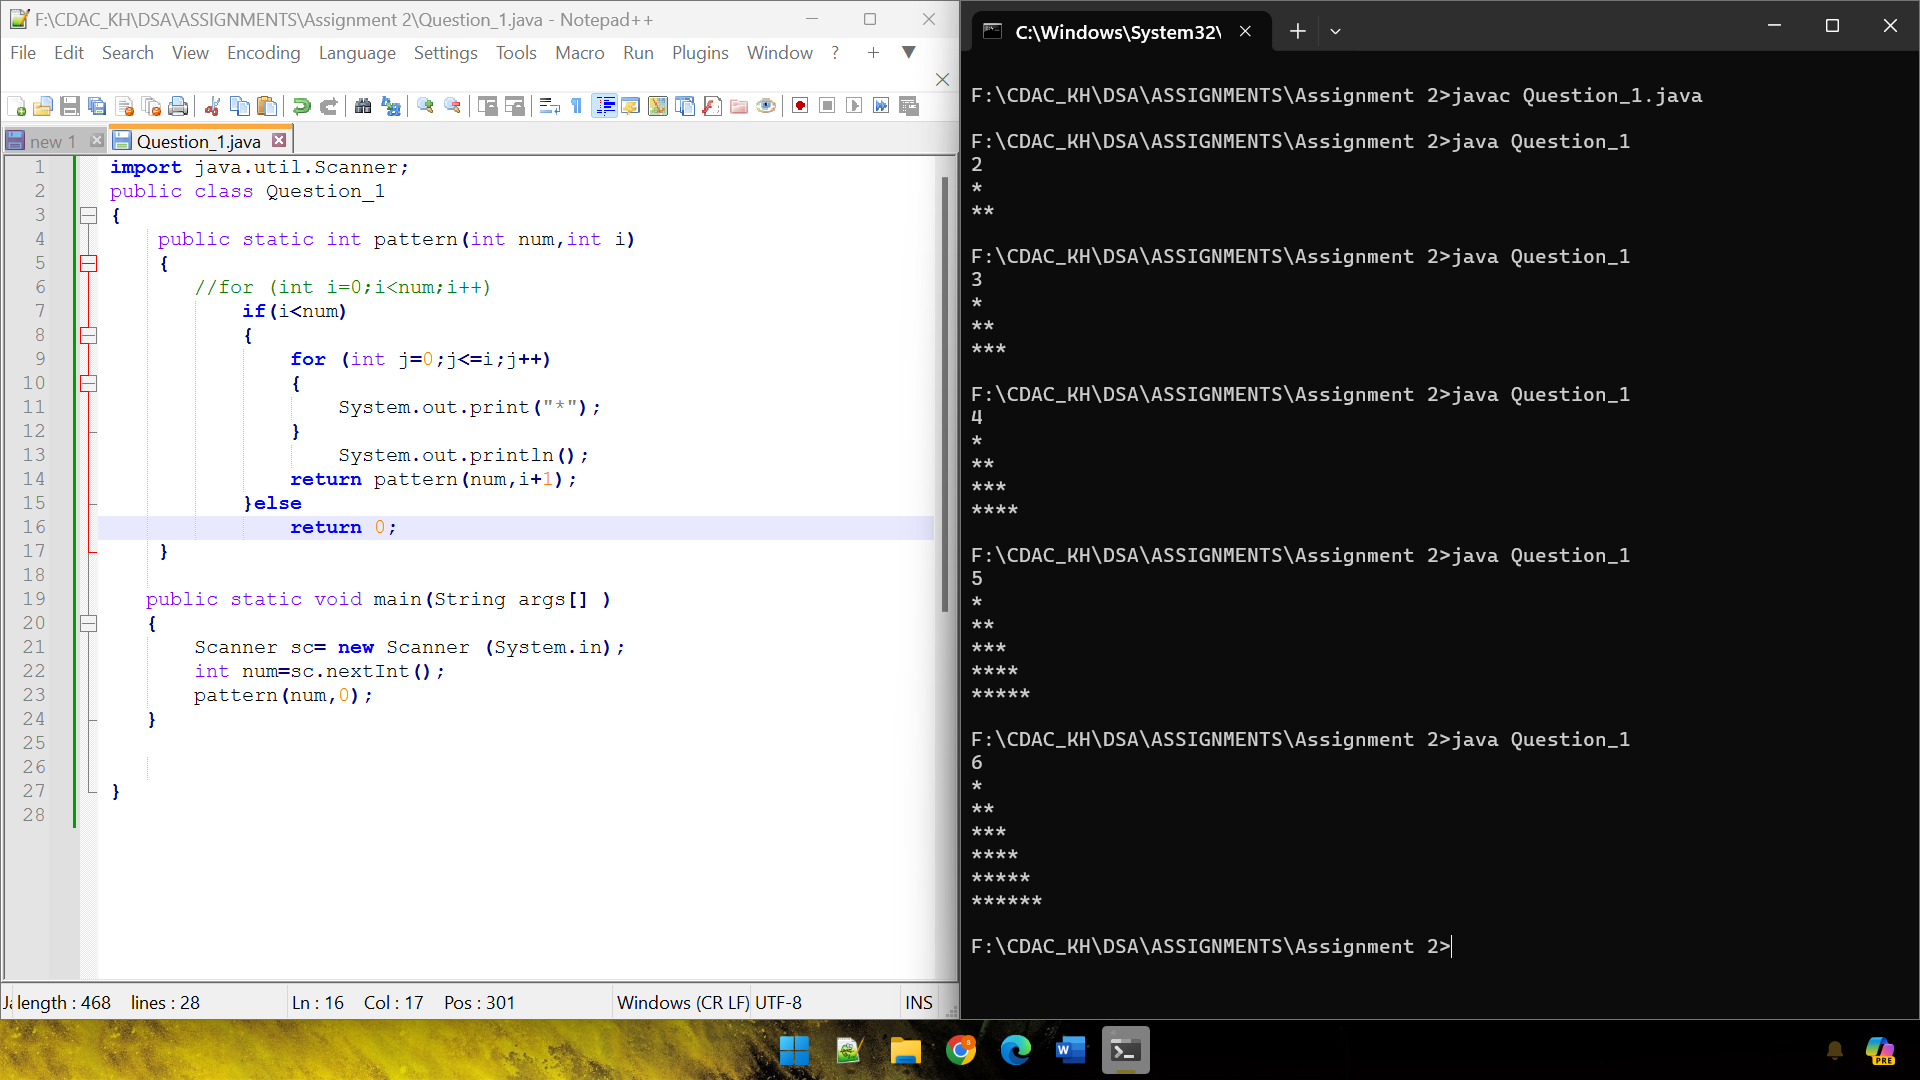 F:\CDAC_KH\DSA\ASSIGNMENTS\Assignment 2\Question_1.java - Notepad++
File Edit Search View Encoding Language Settings Tools Macro Run Plugins Window ? +
new 1 Question_1.java
1 import java.util.Scanner;
2 public class Question_1
3 {
4 public static int pattern(int num,int i)
5 {
6 //for (int i=0;i<num;i++)
7 if(i<num)
8 {
9 for (int j=0;j<=i;j++)
10 {
11 System.out.print("*");
12 }
13 System.out.println();
14 return pattern(num,i+1);
15 }else
16 return 0;
17 }
18
19 public static void main(String args[] )
20 {
21 Scanner sc= new Scanner (System.in);
22 int num=sc.nextInt();
23 pattern(num,0);
24 }
25
26
27 }
28
length : 468 lines : 28 Ln : 16 Col : 17 Pos : 301 Windows (CR LF) UTF-8 INS
C:\Windows\System32\
F:\CDAC_KH\DSA\ASSIGNMENTS\Assignment 2>javac Question_1.java
F:\CDAC_KH\DSA\ASSIGNMENTS\Assignment 2>java Question_1
2
*
**
F:\CDAC_KH\DSA\ASSIGNMENTS\Assignment 2>java Question_1
3
*
**
***
F:\CDAC_KH\DSA\ASSIGNMENTS\Assignment 2>java Question_1
4
*
**
***
****
F:\CDAC_KH\DSA\ASSIGNMENTS\Assignment 2>java Question_1
5
*
**
***
****
*****
F:\CDAC_KH\DSA\ASSIGNMENTS\Assignment 2>java Question_1
6
*
**
***
****
*****
******
F:\CDAC_KH\DSA\ASSIGNMENTS\Assignment 2>
PRE